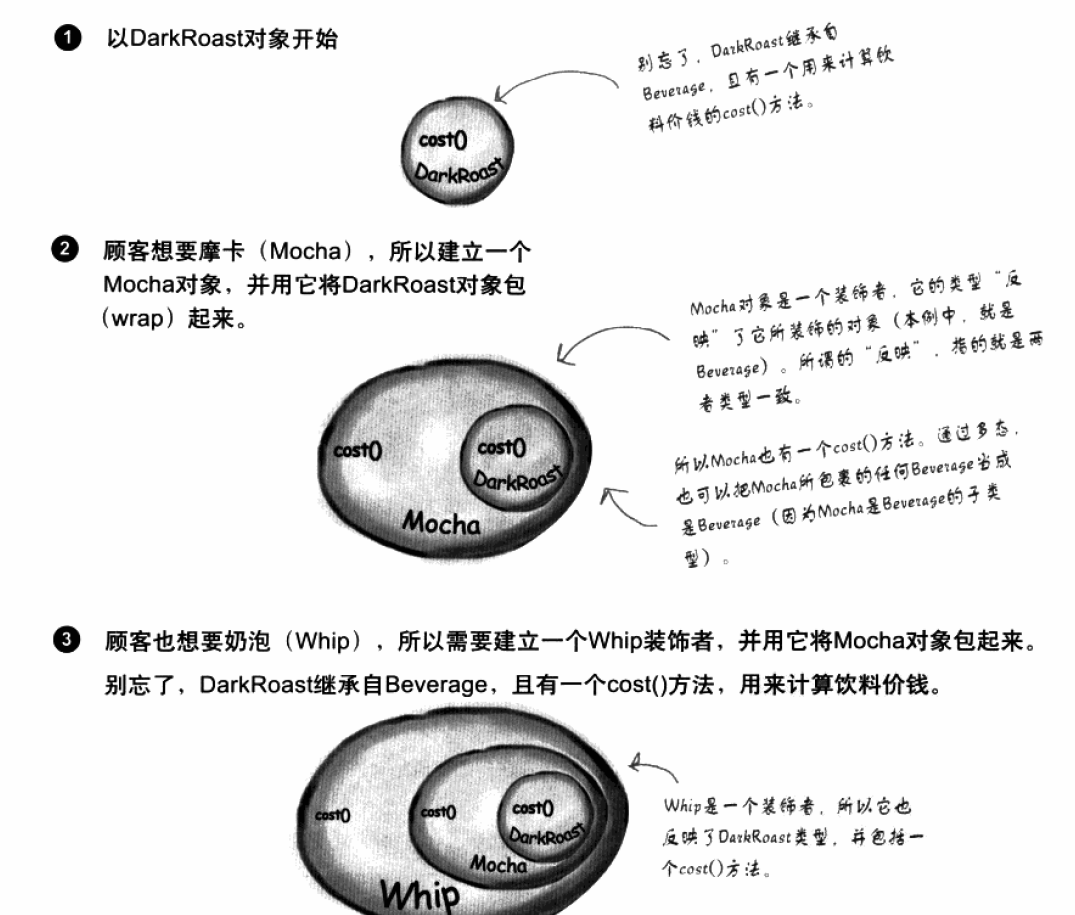 1 以DarkRoast对象开始
别忘了，DarkRoast继承自
Beverage，且有一个用来计算饮
料价钱的cost()方法。
cost()
DarkRoast
2 顾客想要摩卡（Mocha），所以建立一个
Mocha对象，并用它将DarkRoast对象包
（wrap）起来。
Mocha对象是一个装饰者，它的类型“反
映”了它所装饰的对象（本例中，就是
Beverage）。所谓的“反映”，指的就是两
者类型一致。
cost()
cost()
DarkRoast
Mocha
所以Mocha也有一个cost()方法。通过多态，
也可以把Mocha所包裹的任何Beverage当成
是Beverage（因为Mocha是Beverage的子类
型）。
3 顾客也想要奶泡（Whip），所以需要建立一个Whip装饰者，并用它将Mocha对象包起来。
别忘了，DarkRoast继承自Beverage，且有一个cost()方法，用来计算饮料价钱。
cost()
cost()
cost()
DarkRoast
Mocha
Whip
Whip是一个装饰者，所以它也
反映了DarkRoast类型，并包括一
个cost()方法。